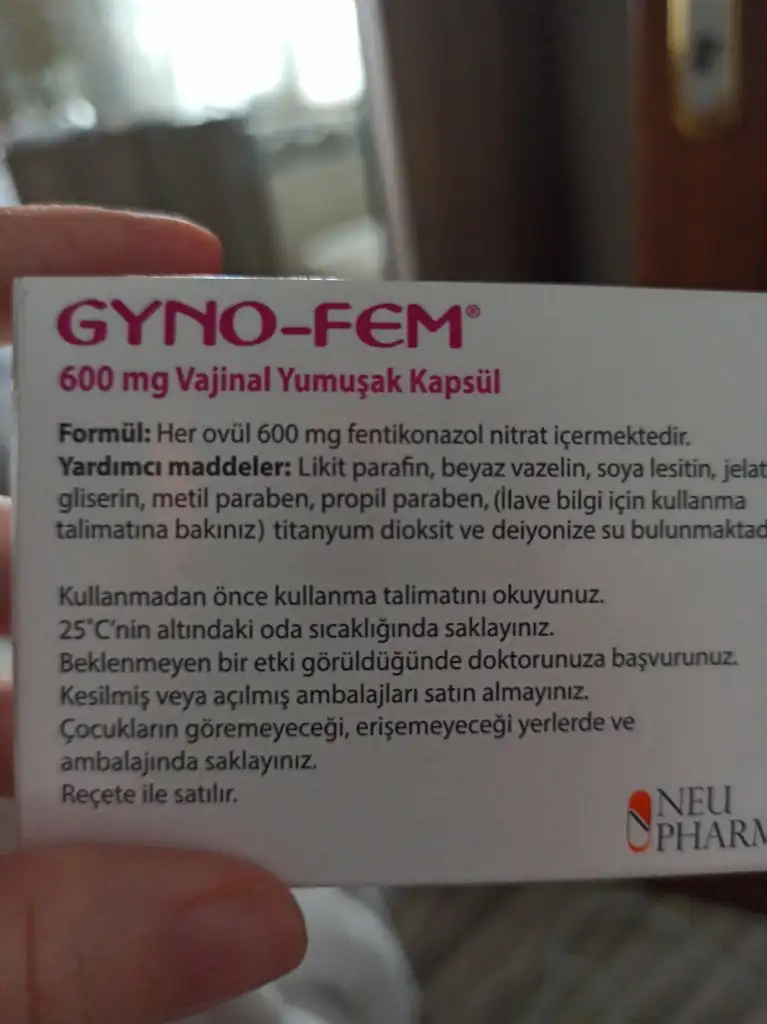 GYNO-FEM®
600 mg Vajinal Yumuşak Kapsül
Formül: Her ovül 600 mg fentikonazol nitrat içermektedir.
Yardımcı maddeler: Likit parafin, beyaz vazelin, soya lesitin, jelat
gliserin, metil paraben, propil paraben, (İlave bilgi için kullanma
talimatına bakınız) titanyum dioksit ve deiyonize su bulunmaktad
Kullanmadan önce kullanma talimatını okuyunuz.
25°C'nin altındaki oda sıcaklığında saklayınız.
Beklenmeyen bir etki görüldüğünde doktorunuza başvurunuz.
Kesilmiş veya açılmış ambalajları satın almayınız.
Çocukların göremeyeceği, erişemeyeceği yerlerde ve
ambalajında saklayınız.
Reçete ile satılır.
NEU
PHARM